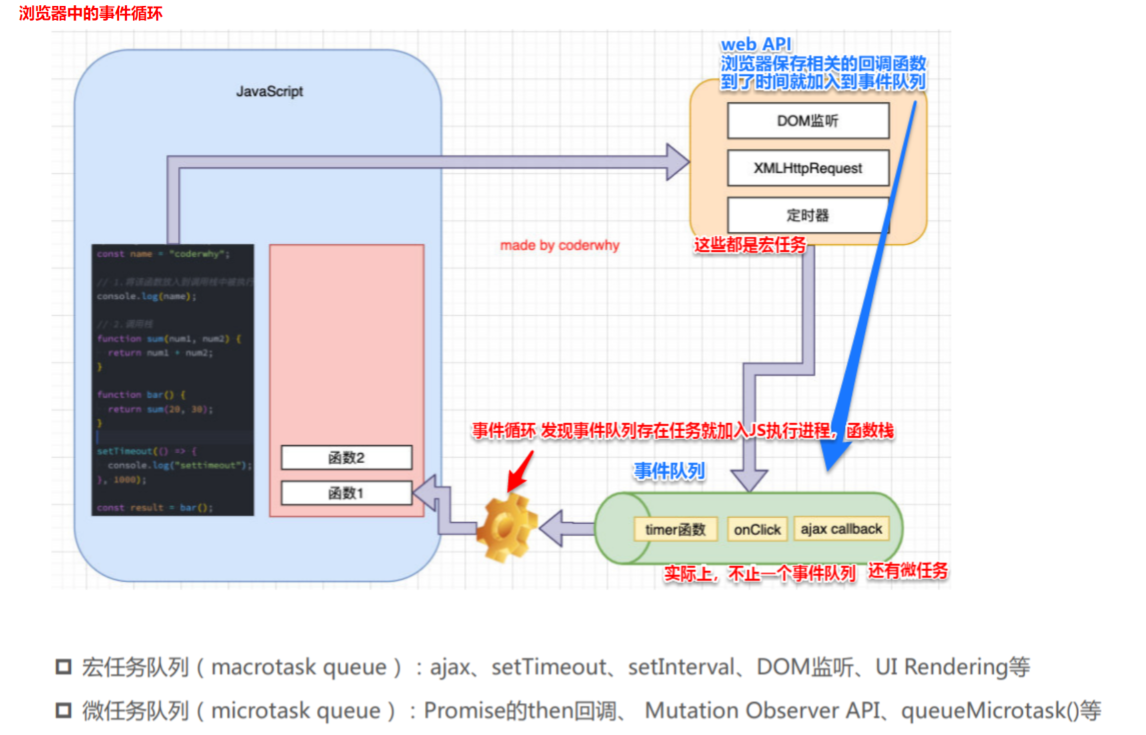 浏览器中的事件循环
web API
浏览器保存相关的回调函数
到了时间就加入到事件队列
JavaScript
DOM监听
XMLHttpRequest
定时器
这些都是宏任务
made by coderwhy
const name = "coderwhy";
// 1.将该函数放入到调用栈中被执行
console.log(name);
// 2.调用栈
function sum(num1, num2) {
return num1 + num2;
}
function bar() {
return sum(20, 30);
}
setTimeout(() => {
console.log("settimeout");
}, 1000);
const result = bar();
事件循环 发现事件队列存在任务就加入JS执行进程，函数栈
函数2
函数1
事件队列
timer函数
onClick
ajax callback
实际上，不止一个事件队列 还有微任务
宏任务队列（macrotask queue）：ajax、setTimeout、setInterval、DOM监听、UI Rendering等
微任务队列（microtask queue）：Promise的then回调、 Mutation Observer API、queueMicrotask()等